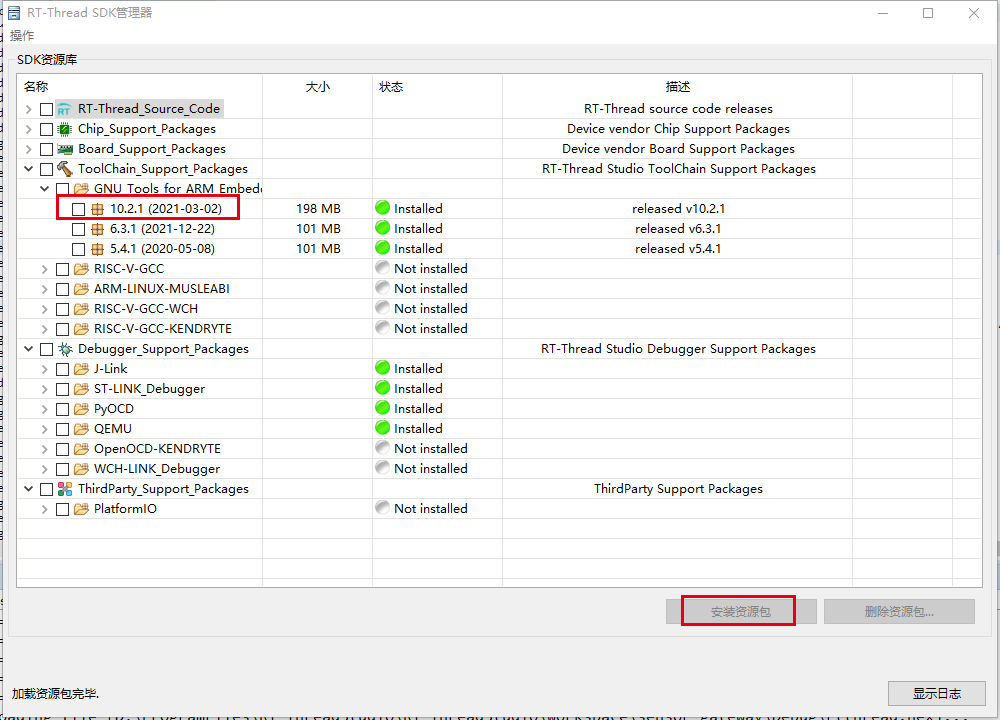 RT-Thread SDK管理器
操作
SDK资源库
名称 大小 状态 描述
RT-Thread_Source_Code RT-Thread source code releases
Chip_Support_Packages Device vendor Chip Support Packages
Board_Support_Packages Device vendor Board Support Packages
ToolChain_Support_Packages RT-Thread Studio ToolChain Support Packages
GNU Tools for ARM Embed
10.2.1 (2021-03-02) 198 MB Installed released v10.2.1
6.3.1 (2021-12-22) 101 MB Installed released v6.3.1
5.4.1 (2020-05-08) 101 MB Installed released v5.4.1
RISC-V-GCC Not installed
ARM-LINUX-MUSLEABI Not installed
RISC-V-GCC-WCH Not installed
RISC-V-GCC-KENDRYTE Not installed
Debugger_Support_Packages RT-Thread Studio Debugger Support Packages
J-Link Installed
ST-LINK_Debugger Installed
PyOCD Installed
QEMU Installed
OpenOCD-KENDRYTE Not installed
WCH-LINK_Debugger Not installed
ThirdParty_Support_Packages ThirdParty Support Packages
PlatformIO Not installed
安装资源包 删除资源包...
加载资源包完毕.
显示日志